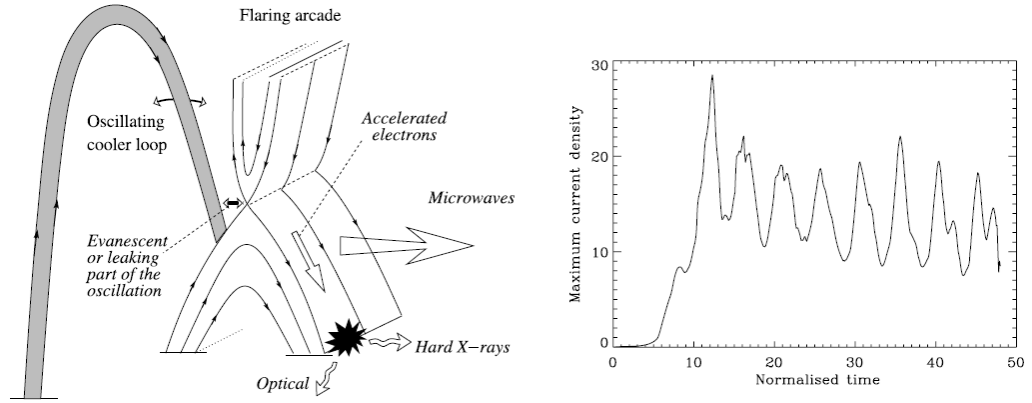 Flaring arcade
Oscillating
cooler loop
Accelerated
electrons
Microwaves
Evanescent
or leaking
part of the
oscillation
Hard X−rays
Optical
Maximum current density
30
20
10
0
0 10 20 30 40 50
Normalised time